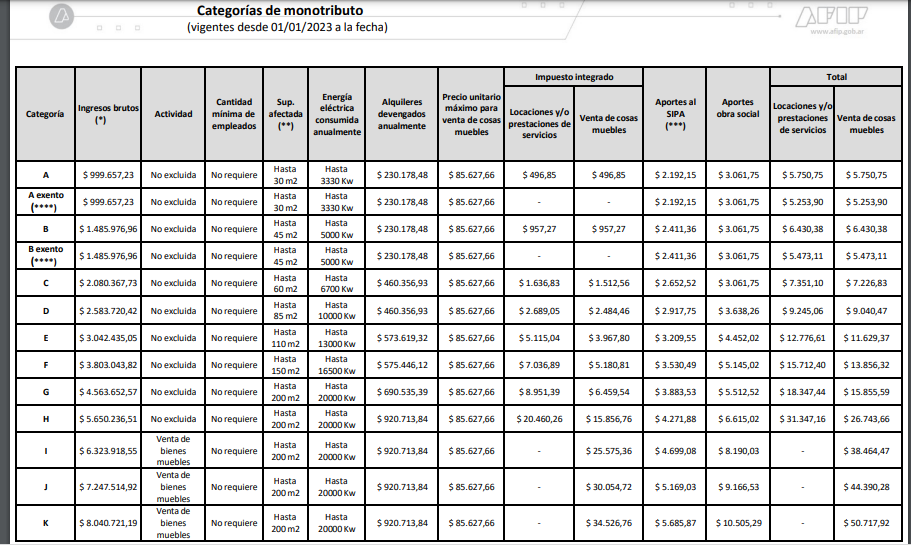 Categorías de monotributo
(vigentes desde 01/01/2023 a la fecha)
AFIP
www.afip.gob.ar
Categoría | Ingresos brutos (*) | Actividad | Cantidad mínima de empleados | Sup. afectada (**) | Energía eléctrica consumida anualmente | Alquileres devengados anualmente | Precio unitario máximo para venta de cosas muebles | Impuesto integrado | Aportes al SIPA (***) | Aportes obra social | Total
Locaciones y/o prestaciones de servicios | Venta de cosas muebles | Locaciones y/o prestaciones de servicios | Venta de cosas muebles
A | $ 999.657,23 | No excluida | No requiere | Hasta 30 m2 | Hasta 3330 Kw | $ 230.178,48 | $ 85.627,66 | $ 496,85 | $ 496,85 | $ 2.192,15 | $ 3.061,75 | $ 5.750,75 | $ 5.750,75
A exento (****) | $ 999.657,23 | No excluida | No requiere | Hasta 30 m2 | Hasta 3330 Kw | $ 230.178,48 | $ 85.627,66 | - | - | $ 2.192,15 | $ 3.061,75 | $ 5.253,90 | $ 5.253,90
B | $ 1.485.976,96 | No excluida | No requiere | Hasta 45 m2 | Hasta 5000 Kw | $ 230.178,48 | $ 85.627,66 | $ 957,27 | $ 957,27 | $ 2.411,36 | $ 3.061,75 | $ 6.430,38 | $ 6.430,38
B exento (****) | $ 1.485.976,96 | No excluida | No requiere | Hasta 45 m2 | Hasta 5000 Kw | $ 230.178,48 | $ 85.627,66 | - | - | $ 2.411,36 | $ 3.061,75 | $ 5.473,11 | $ 5.473,11
C | $ 2.080.367,73 | No excluida | No requiere | Hasta 60 m2 | Hasta 6700 Kw | $ 460.356,93 | $ 85.627,66 | $ 1.636,83 | $ 1.512,56 | $ 2.652,52 | $ 3.061,75 | $ 7.351,10 | $ 7.226,83
D | $ 2.583.720,42 | No excluida | No requiere | Hasta 85 m2 | Hasta 10000 Kw | $ 460.356,93 | $ 85.627,66 | $ 2.689,05 | $ 2.484,46 | $ 2.917,75 | $ 3.638,26 | $ 9.245,06 | $ 9.040,47
E | $ 3.042.435,05 | No excluida | No requiere | Hasta 110 m2 | Hasta 13000 Kw | $ 573.619,32 | $ 85.627,66 | $ 5.115,04 | $ 3.967,80 | $ 3.209,55 | $ 4.452,02 | $ 12.776,61 | $ 11.629,37
F | $ 3.803.043,82 | No excluida | No requiere | Hasta 150 m2 | Hasta 16500 Kw | $ 575.446,12 | $ 85.627,66 | $ 7.036,89 | $ 5.180,81 | $ 3.530,49 | $ 5.145,02 | $ 15.712,40 | $ 13.856,32
G | $ 4.563.652,57 | No excluida | No requiere | Hasta 200 m2 | Hasta 20000 Kw | $ 690.535,39 | $ 85.627,66 | $ 8.951,39 | $ 6.459,54 | $ 3.883,53 | $ 5.512,52 | $ 18.347,44 | $ 15.855,59
H | $ 5.650.236,51 | No excluida | No requiere | Hasta 200 m2 | Hasta 20000 Kw | $ 920.713,84 | $ 85.627,66 | $ 20.460,26 | $ 15.856,76 | $ 4.271,88 | $ 6.615,02 | $ 31.347,16 | $ 26.743,66
I | $ 6.323.918,55 | Venta de bienes muebles | No requiere | Hasta 200 m2 | Hasta 20000 Kw | $ 920.713,84 | $ 85.627,66 | - | $ 25.575,36 | $ 4.699,08 | $ 8.190,03 | - | $ 38.464,47
J | $ 7.247.514,92 | Venta de bienes muebles | No requiere | Hasta 200 m2 | Hasta 20000 Kw | $ 920.713,84 | $ 85.627,66 | - | $ 30.054,72 | $ 5.169,03 | $ 9.166,53 | - | $ 44.390,28
K | $ 8.040.721,19 | Venta de bienes muebles | No requiere | Hasta 200 m2 | Hasta 20000 Kw | $ 920.713,84 | $ 85.627,66 | - | $ 34.526,76 | $ 5.685,87 | $ 10.505,29 | - | $ 50.717,92